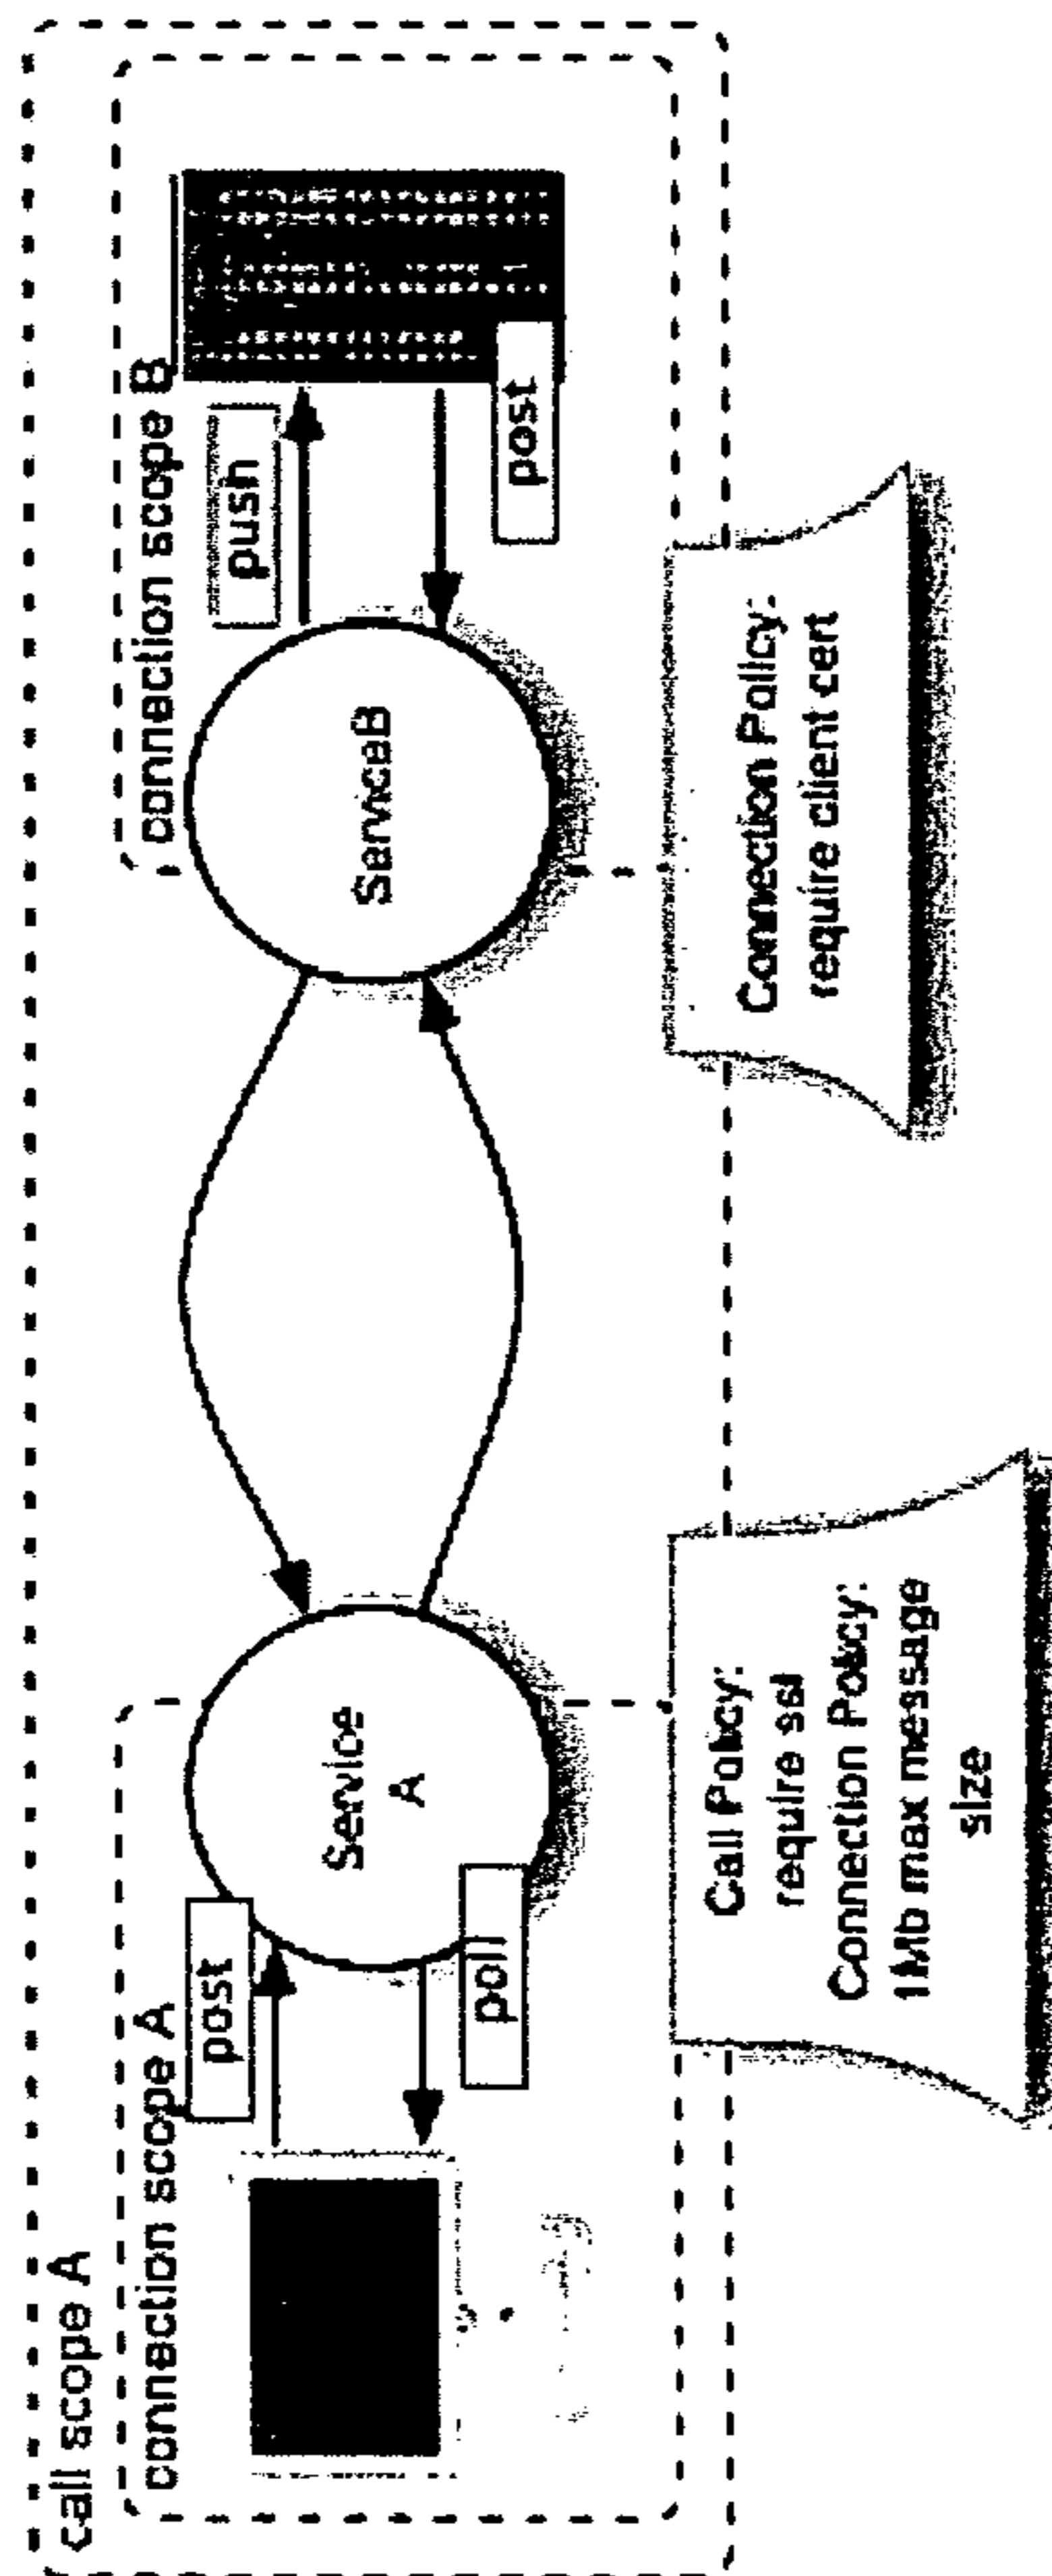 call scope A
connection scope A
connection scope B
post
push
Service
A
ServiceB
poll
post
Call Policy:
require ssl
Connection Policy:
1Mb max message
size
Connection Policy:
require client cert